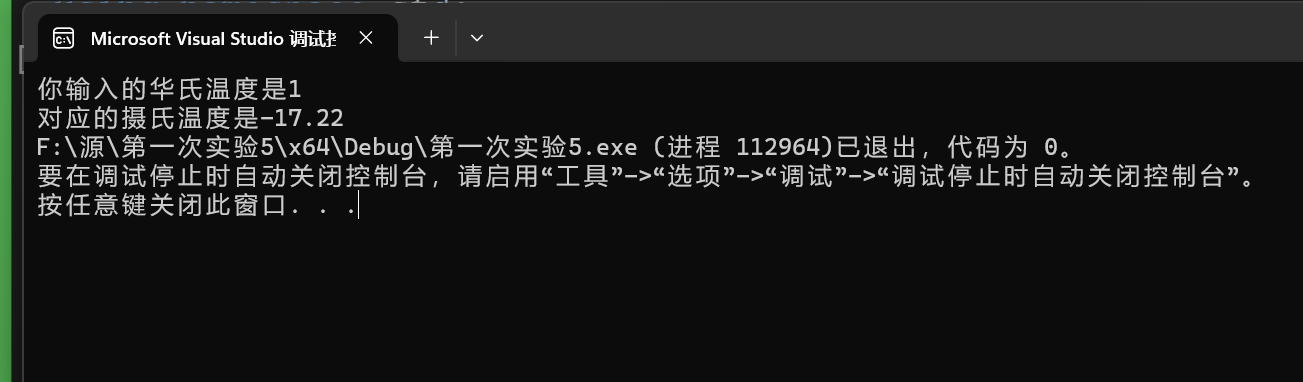 Microsoft Visual Studio 调试
你输入的华氏温度是1
对应的摄氏温度是-17.22
F:\源\第一次实验5\x64\Debug\第一次实验5.exe (进程 112964)已退出，代码为 0。
要在调试停止时自动关闭控制台，请启用“工具”->“选项”->“调试”->“调试停止时自动关闭控制台”。
按任意键关闭此窗口. . .